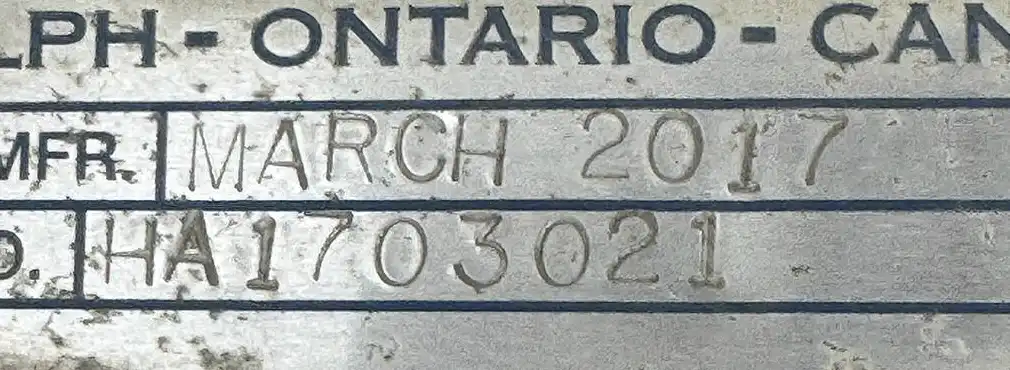 LPH - ONTARIO - CAN
MFR. MARCH 2017
O. HA1703021